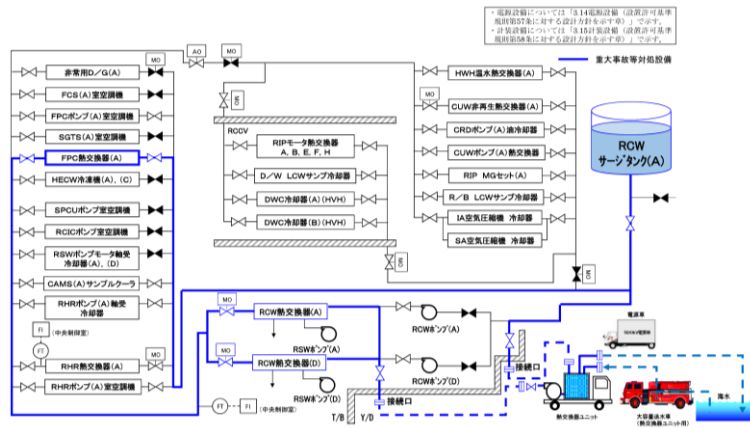 ・電源設備については「3.14電源設備（設置許可基準
規則第57条に対する設計方針を示す章）」で示す。
・計装設備については「3.15計装設備（設置許可基準
規則第58条に対する設計方針を示す章）」で示す。
重大事故等対処設備
AO
MO
非常用D／G(A)
MO
FCS(A)室空調機
FPCポンプ(A)室空調機
SGTS(A)室空調機
FPC熱交換器(A)
HECW冷凍機(A)，(C)
SPCUポンプ室空調機
RCICポンプ室空調機
RSWポンプモータ軸受
冷却器(A)，(D)
CAMS(A)サンプルクーラ
RHRポンプ(A)軸受
冷却器
FI
(中央制御室)
FT
RHR熱交換器(A)
MO
RHRポンプ(A)室空調機
MO
RCCV
RIPモータ熱交換器
A, B, E, F, H
D／W LCWサンプ冷却器
DWC冷却器(A)(HVH)
DWC冷却器(B)(HVH)
MO
HWH温水熱交換器(A)
MO
CUW非再生熱交換器(A)
CRDポンプ(A)油冷却器
CUWポンプ(A)熱交換器
RIP MGセット(A)
R／B LCWサンプ冷却器
IA空気圧縮機 冷却器
SA空気圧縮機 冷却器
MO
RCW
サージタンク(A)
MO
RCW熱交換器(A)
RSWポンプ(A)
MO
RCW熱交換器(D)
RSWポンプ(D)
RCWポンプ(A)
RCWポンプ(D)
FT
FI
(中央制御室)
T/B
Y/D
接続口
接続口
電源車
熱交換器ユニット
大容量送水車
(熱交換器ユニット用)
海水